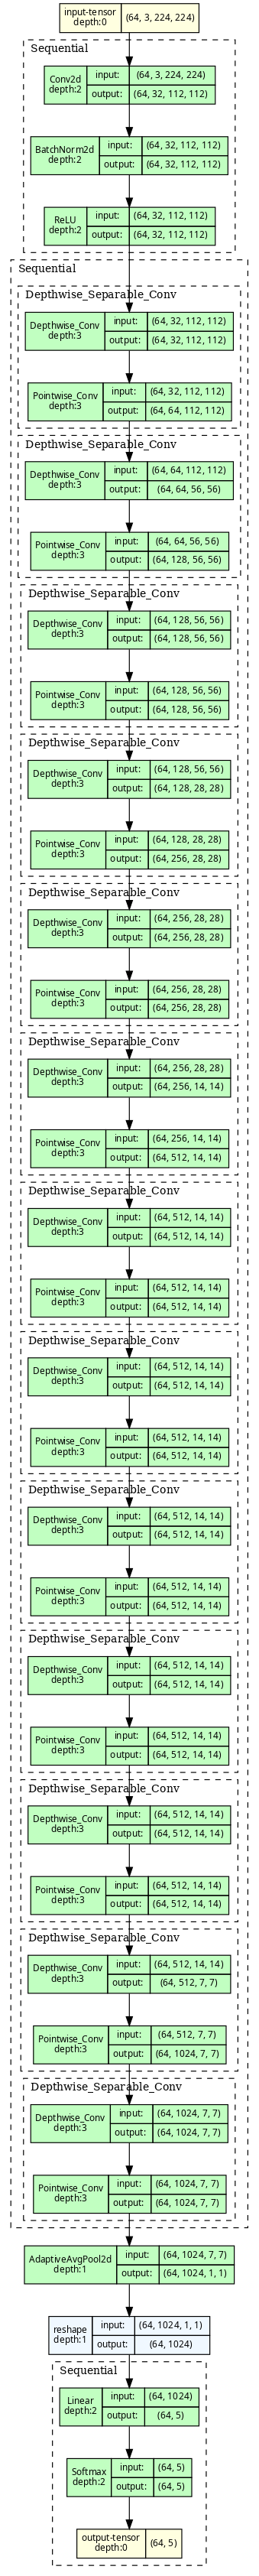 input-tensor
depth:0
(64, 3, 224, 224)
Sequential
Conv2d
depth:2
input:
(64, 3, 224, 224)
output:
(64, 32, 112, 112)
BatchNorm2d
depth:2
input:
(64, 32, 112, 112)
output:
(64, 32, 112, 112)
ReLU
depth:2
input:
(64, 32, 112, 112)
output:
(64, 32, 112, 112)
Sequential
Depthwise_Separable_Conv
Depthwise_Conv
depth:3
input:
(64, 32, 112, 112)
output:
(64, 32, 112, 112)
Pointwise_Conv
depth:3
input:
(64, 32, 112, 112)
output:
(64, 64, 112, 112)
Depthwise_Separable_Conv
Depthwise_Conv
depth:3
input:
(64, 64, 112, 112)
output:
(64, 64, 56, 56)
Pointwise_Conv
depth:3
input:
(64, 64, 56, 56)
output:
(64, 128, 56, 56)
Depthwise_Separable_Conv
Depthwise_Conv
depth:3
input:
(64, 128, 56, 56)
output:
(64, 128, 56, 56)
Pointwise_Conv
depth:3
input:
(64, 128, 56, 56)
output:
(64, 128, 56, 56)
Depthwise_Separable_Conv
Depthwise_Conv
depth:3
input:
(64, 128, 56, 56)
output:
(64, 128, 28, 28)
Pointwise_Conv
depth:3
input:
(64, 128, 28, 28)
output:
(64, 256, 28, 28)
Depthwise_Separable_Conv
Depthwise_Conv
depth:3
input:
(64, 256, 28, 28)
output:
(64, 256, 28, 28)
Pointwise_Conv
depth:3
input:
(64, 256, 28, 28)
output:
(64, 256, 28, 28)
Depthwise_Separable_Conv
Depthwise_Conv
depth:3
input:
(64, 256, 28, 28)
output:
(64, 256, 14, 14)
Pointwise_Conv
depth:3
input:
(64, 256, 14, 14)
output:
(64, 512, 14, 14)
Depthwise_Separable_Conv
Depthwise_Conv
depth:3
input:
(64, 512, 14, 14)
output:
(64, 512, 14, 14)
Pointwise_Conv
depth:3
input:
(64, 512, 14, 14)
output:
(64, 512, 14, 14)
Depthwise_Separable_Conv
Depthwise_Conv
depth:3
input:
(64, 512, 14, 14)
output:
(64, 512, 14, 14)
Pointwise_Conv
depth:3
input:
(64, 512, 14, 14)
output:
(64, 512, 14, 14)
Depthwise_Separable_Conv
Depthwise_Conv
depth:3
input:
(64, 512, 14, 14)
output:
(64, 512, 14, 14)
Pointwise_Conv
depth:3
input:
(64, 512, 14, 14)
output:
(64, 512, 14, 14)
Depthwise_Separable_Conv
Depthwise_Conv
depth:3
input:
(64, 512, 14, 14)
output:
(64, 512, 14, 14)
Pointwise_Conv
depth:3
input:
(64, 512, 14, 14)
output:
(64, 512, 14, 14)
Depthwise_Separable_Conv
Depthwise_Conv
depth:3
input:
(64, 512, 14, 14)
output:
(64, 512, 14, 14)
Pointwise_Conv
depth:3
input:
(64, 512, 14, 14)
output:
(64, 512, 14, 14)
Depthwise_Separable_Conv
Depthwise_Conv
depth:3
input:
(64, 512, 14, 14)
output:
(64, 512, 7, 7)
Pointwise_Conv
depth:3
input:
(64, 512, 7, 7)
output:
(64, 1024, 7, 7)
Depthwise_Separable_Conv
Depthwise_Conv
depth:3
input:
(64, 1024, 7, 7)
output:
(64, 1024, 7, 7)
Pointwise_Conv
depth:3
input:
(64, 1024, 7, 7)
output:
(64, 1024, 7, 7)
AdaptiveAvgPool2d
depth:1
input:
(64, 1024, 7, 7)
output:
(64, 1024, 1, 1)
reshape
depth:1
input:
(64, 1024, 1, 1)
output:
(64, 1024)
Sequential
Linear
depth:2
input:
(64, 1024)
output:
(64, 5)
Softmax
depth:2
input:
(64, 5)
output:
(64, 5)
output-tensor
depth:0
(64, 5)